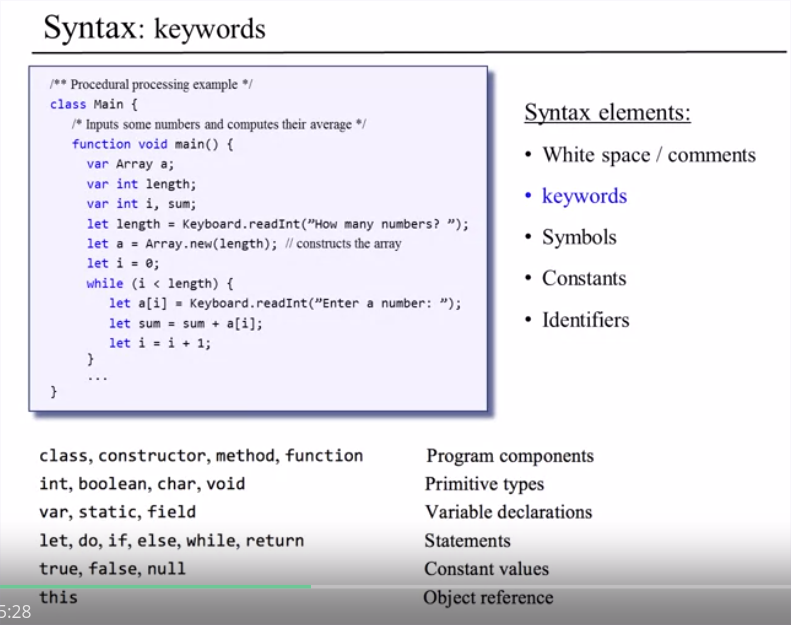 Syntax: keywords
/** Procedural processing example */
class Main {
/* Inputs some numbers and computes their average */
function void main() {
var Array a;
var int length;
var int i, sum;
let length = Keyboard.readInt(”How many numbers? ”);
let a = Array.new(length); // constructs the array
let i = 0;
while (i < length) {
let a[i] = Keyboard.readInt(”Enter a number: ”);
let sum = sum + a[i];
let i = i + 1;
}
...
}
Syntax elements:
• White space / comments
• keywords
• Symbols
• Constants
• Identifiers
class, constructor, method, function Program components
int, boolean, char, void Primitive types
var, static, field Variable declarations
let, do, if, else, while, return Statements
true, false, null Constant values
this Object reference
5:28